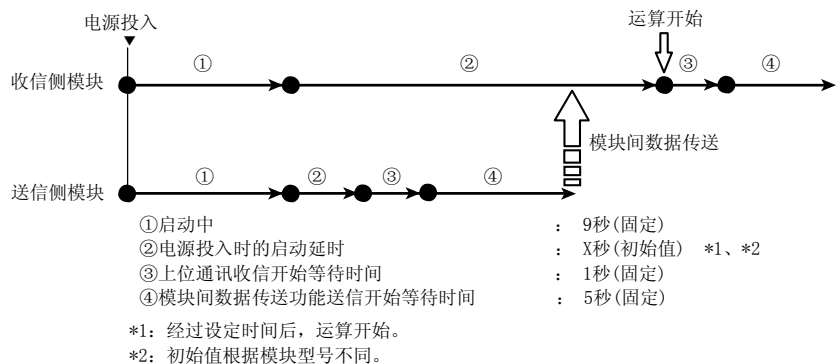 电源投入
运算开始
① ② ③ ④
收信侧模块
模块间数据传送
① ② ③ ④
送信侧模块
①启动中 : 9秒(固定)
②电源投入时的启动延时 : X秒(初始值) *1、*2
③上位通讯收信开始等待时间 : 1秒(固定)
④模块间数据传送功能送信开始等待时间 : 5秒(固定)
*1: 经过设定时间后，运算开始。
*2: 初始值根据模块型号不同。